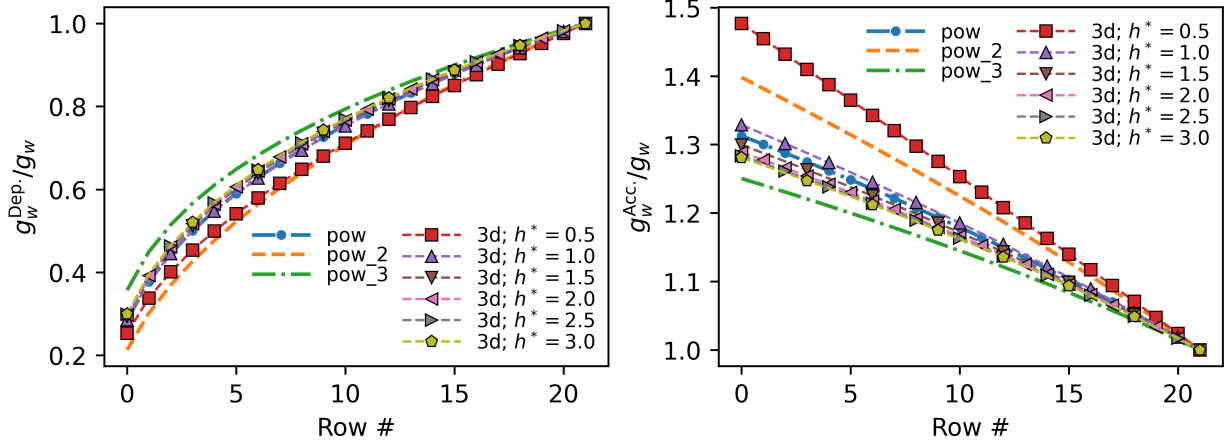 1.0
0.8
0.6
0.4
0.2
g_w^Dep./g_w
0
5
10
15
20
Row #
pow
pow_2
pow_3
3d; h* = 0.5
3d; h* = 1.0
3d; h* = 1.5
3d; h* = 2.0
3d; h* = 2.5
3d; h* = 3.0
1.5
1.4
1.3
1.2
1.1
1.0
g_w^Acc./g_w
0
5
10
15
20
Row #
pow
pow_2
pow_3
3d; h* = 0.5
3d; h* = 1.0
3d; h* = 1.5
3d; h* = 2.0
3d; h* = 2.5
3d; h* = 3.0